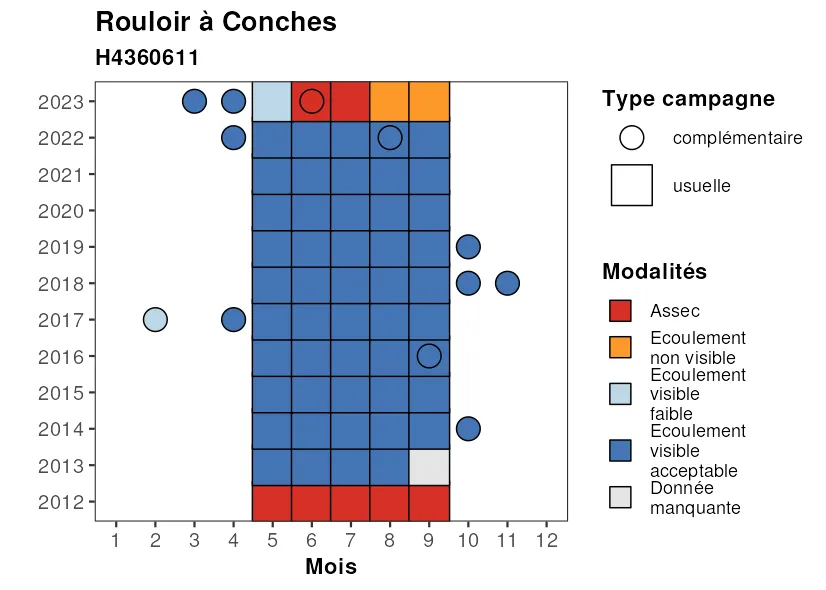 Rouloir à Conches
H4360611
2023
2022
2021
2020
2019
2018
2017
2016
2015
2014
2013
2012
1 2 3 4 5 6 7 8 9 10 11 12
Mois
Type campagne
complémentaire
usuelle
Modalités
Assec
Ecoulement
non visible
Ecoulement
visible
faible
Ecoulement
visible
acceptable
Donnée
manquante